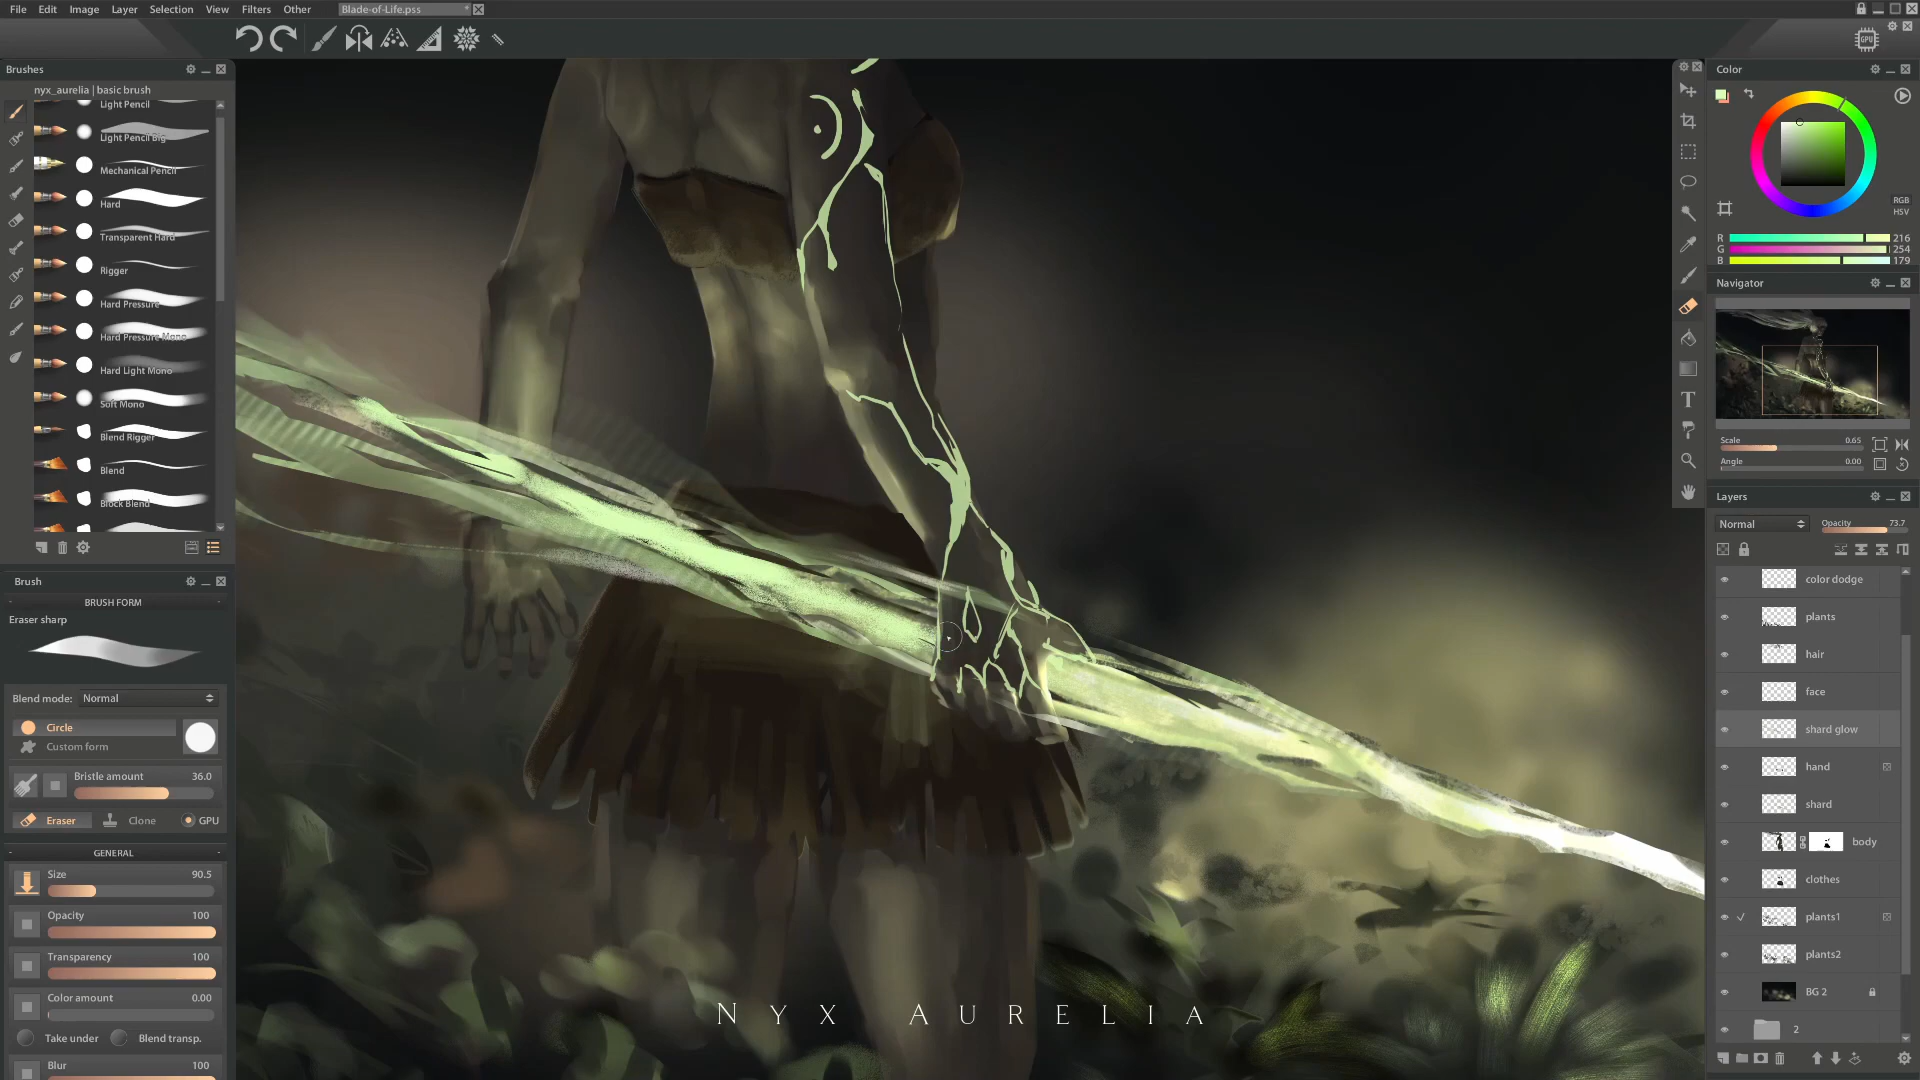 File Edit Image Layer Selection View Filters Other Blade-of-Life.pss *
GPU
Brushes
nyx_aurelia | basic brush
Light Pencil
Light Pencil Big
Mechanical Pencil
Hard
Transparent Hard
Rigger
Hard Pressure
Hard Pressure Mono
Hard Light Mono
Soft Mono
Blend Rigger
Blend
Block Blend
Brush
BRUSH FORM
Eraser sharp
Blend mode: Normal
Circle
Custom form
Bristle amount 36.0
Eraser Clone GPU
GENERAL
Size 90.5
Opacity 100
Transparency 100
Color amount 0.00
Take under Blend transp.
Blur 100
NYX AURELIA
T
Color
RGB
HSV
R 216
G 254
B 179
Navigator
Scale 0.65
Angle 0.00
Layers
Normal Opacity 73.7
color dodge
plants
hair
face
shard glow
hand
shard
body
clothes
plants1
plants2
BG 2
2